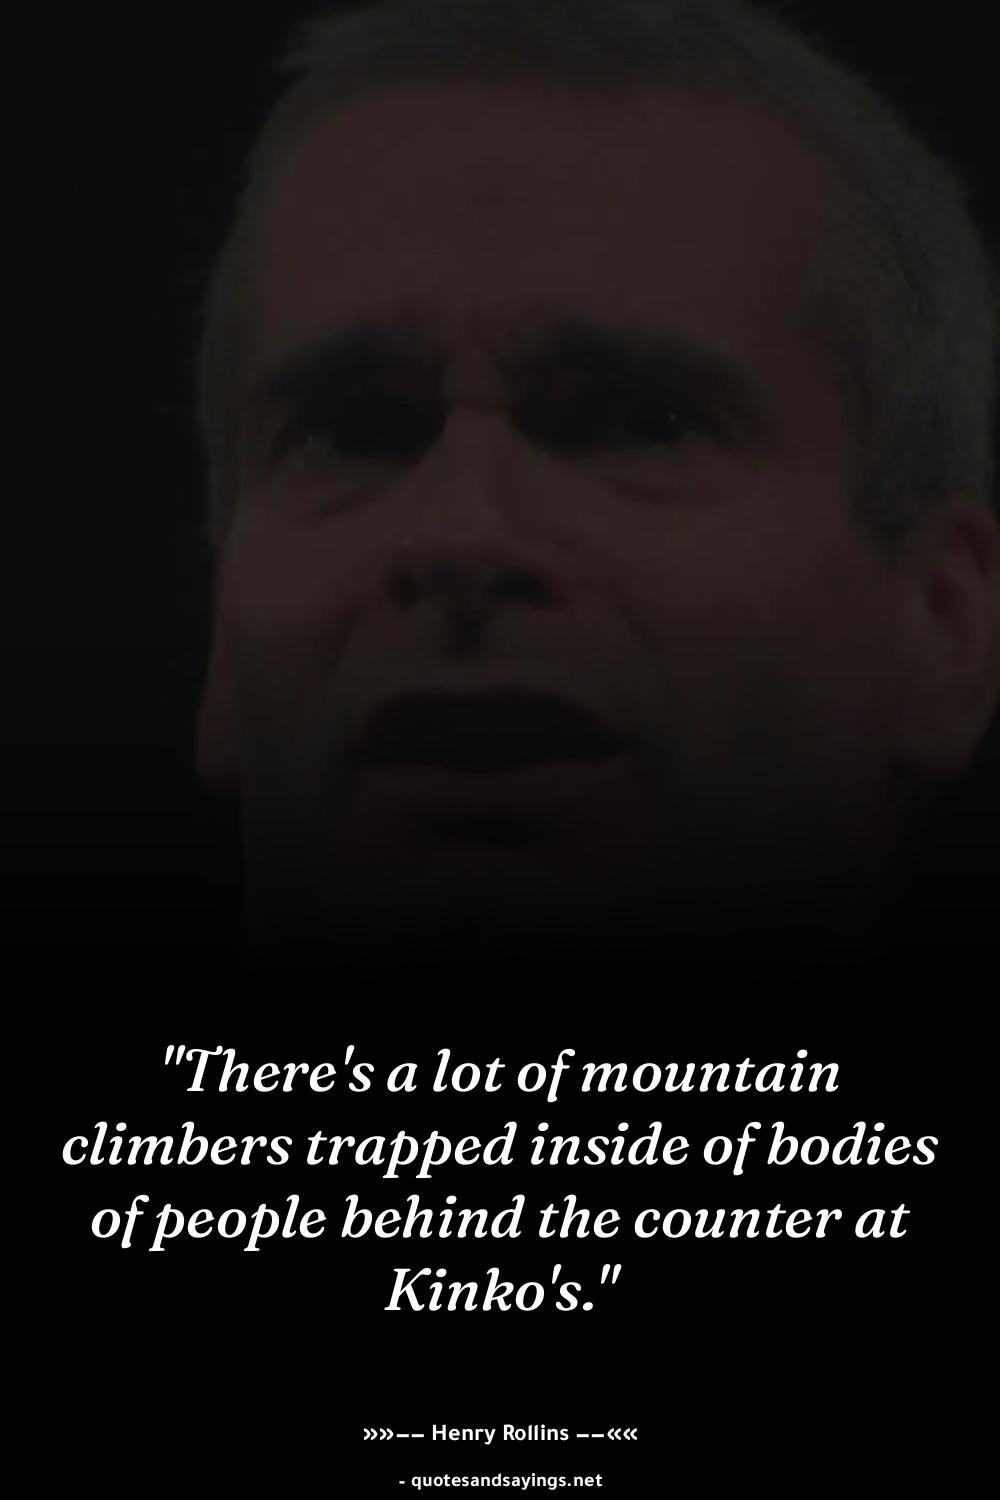 "There's a lot of mountain
climbers trapped inside of bodies
of people behind the counter at
Kinko's."
»»–– Henry Rollins ––««
- quotesandsayings.net